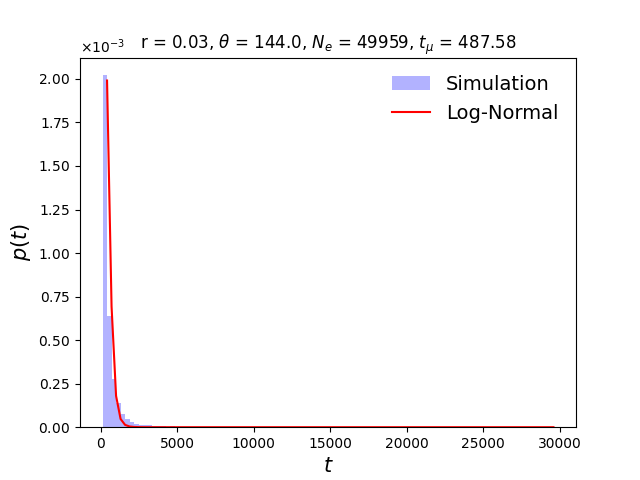 ×10⁻³ r = 0.03, θ = 144.0, Nₑ = 49959, t_μ = 487.58
Simulation
Log-Normal
2.00
1.75
1.50
1.25
1.00
0.75
0.50
0.25
0.00
p(t)
0 5000 10000 15000 20000 25000 30000
t